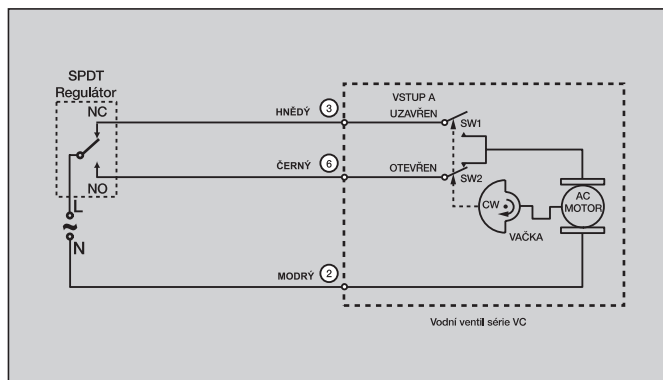 SPDT
Regulátor
NC
NO
L
~
N
HNĚDÝ 3
ČERNÝ 6
MODRÝ 2
VSTUP A
UZAVŘEN
SW1
OTEVŘEN
SW2
CW
VAČKA
AC
MOTOR
Vodní ventil série VC